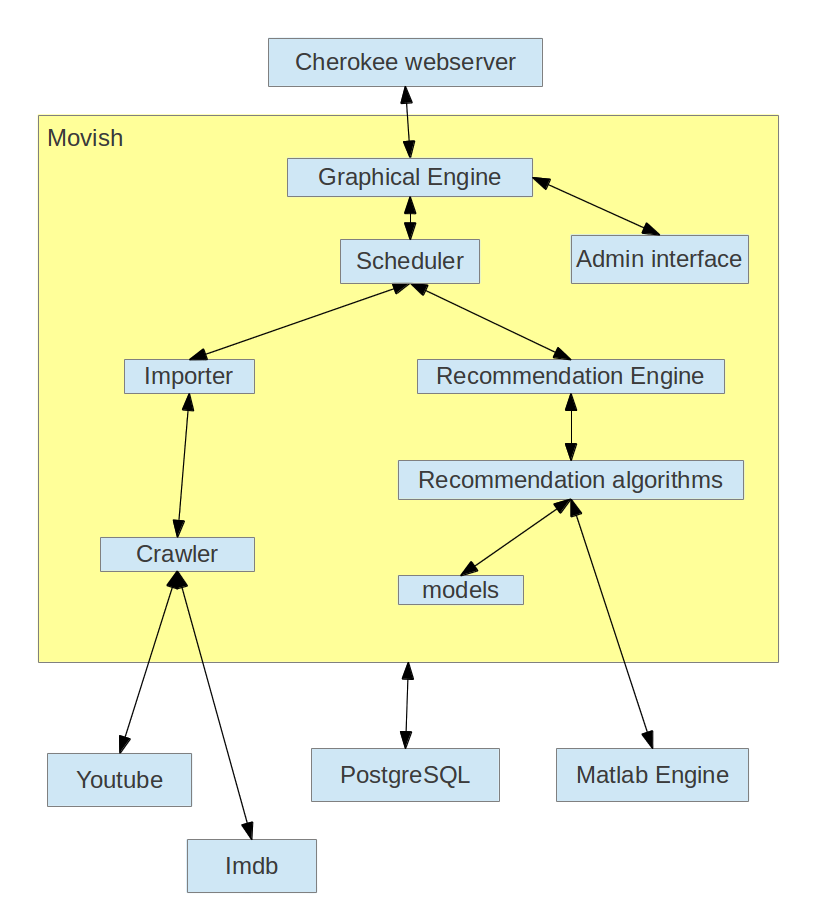 Cherokee webserver
Movish
Graphical Engine
Scheduler
Admin interface
Importer
Recommendation Engine
Recommendation algorithms
Crawler
models
Youtube
PostgreSQL
Matlab Engine
Imdb